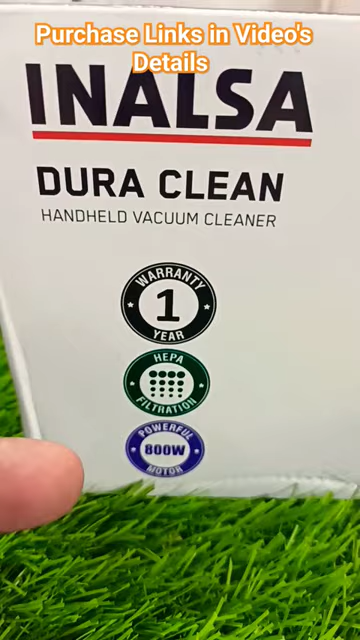 Purchase Links in Video's
Details
INALSA
DURA CLEAN
HANDHELD VACUUM CLEANER
WARRANTY
1
YEAR
HEPA
FILTRATION
POWERFUL
800W
MOTOR